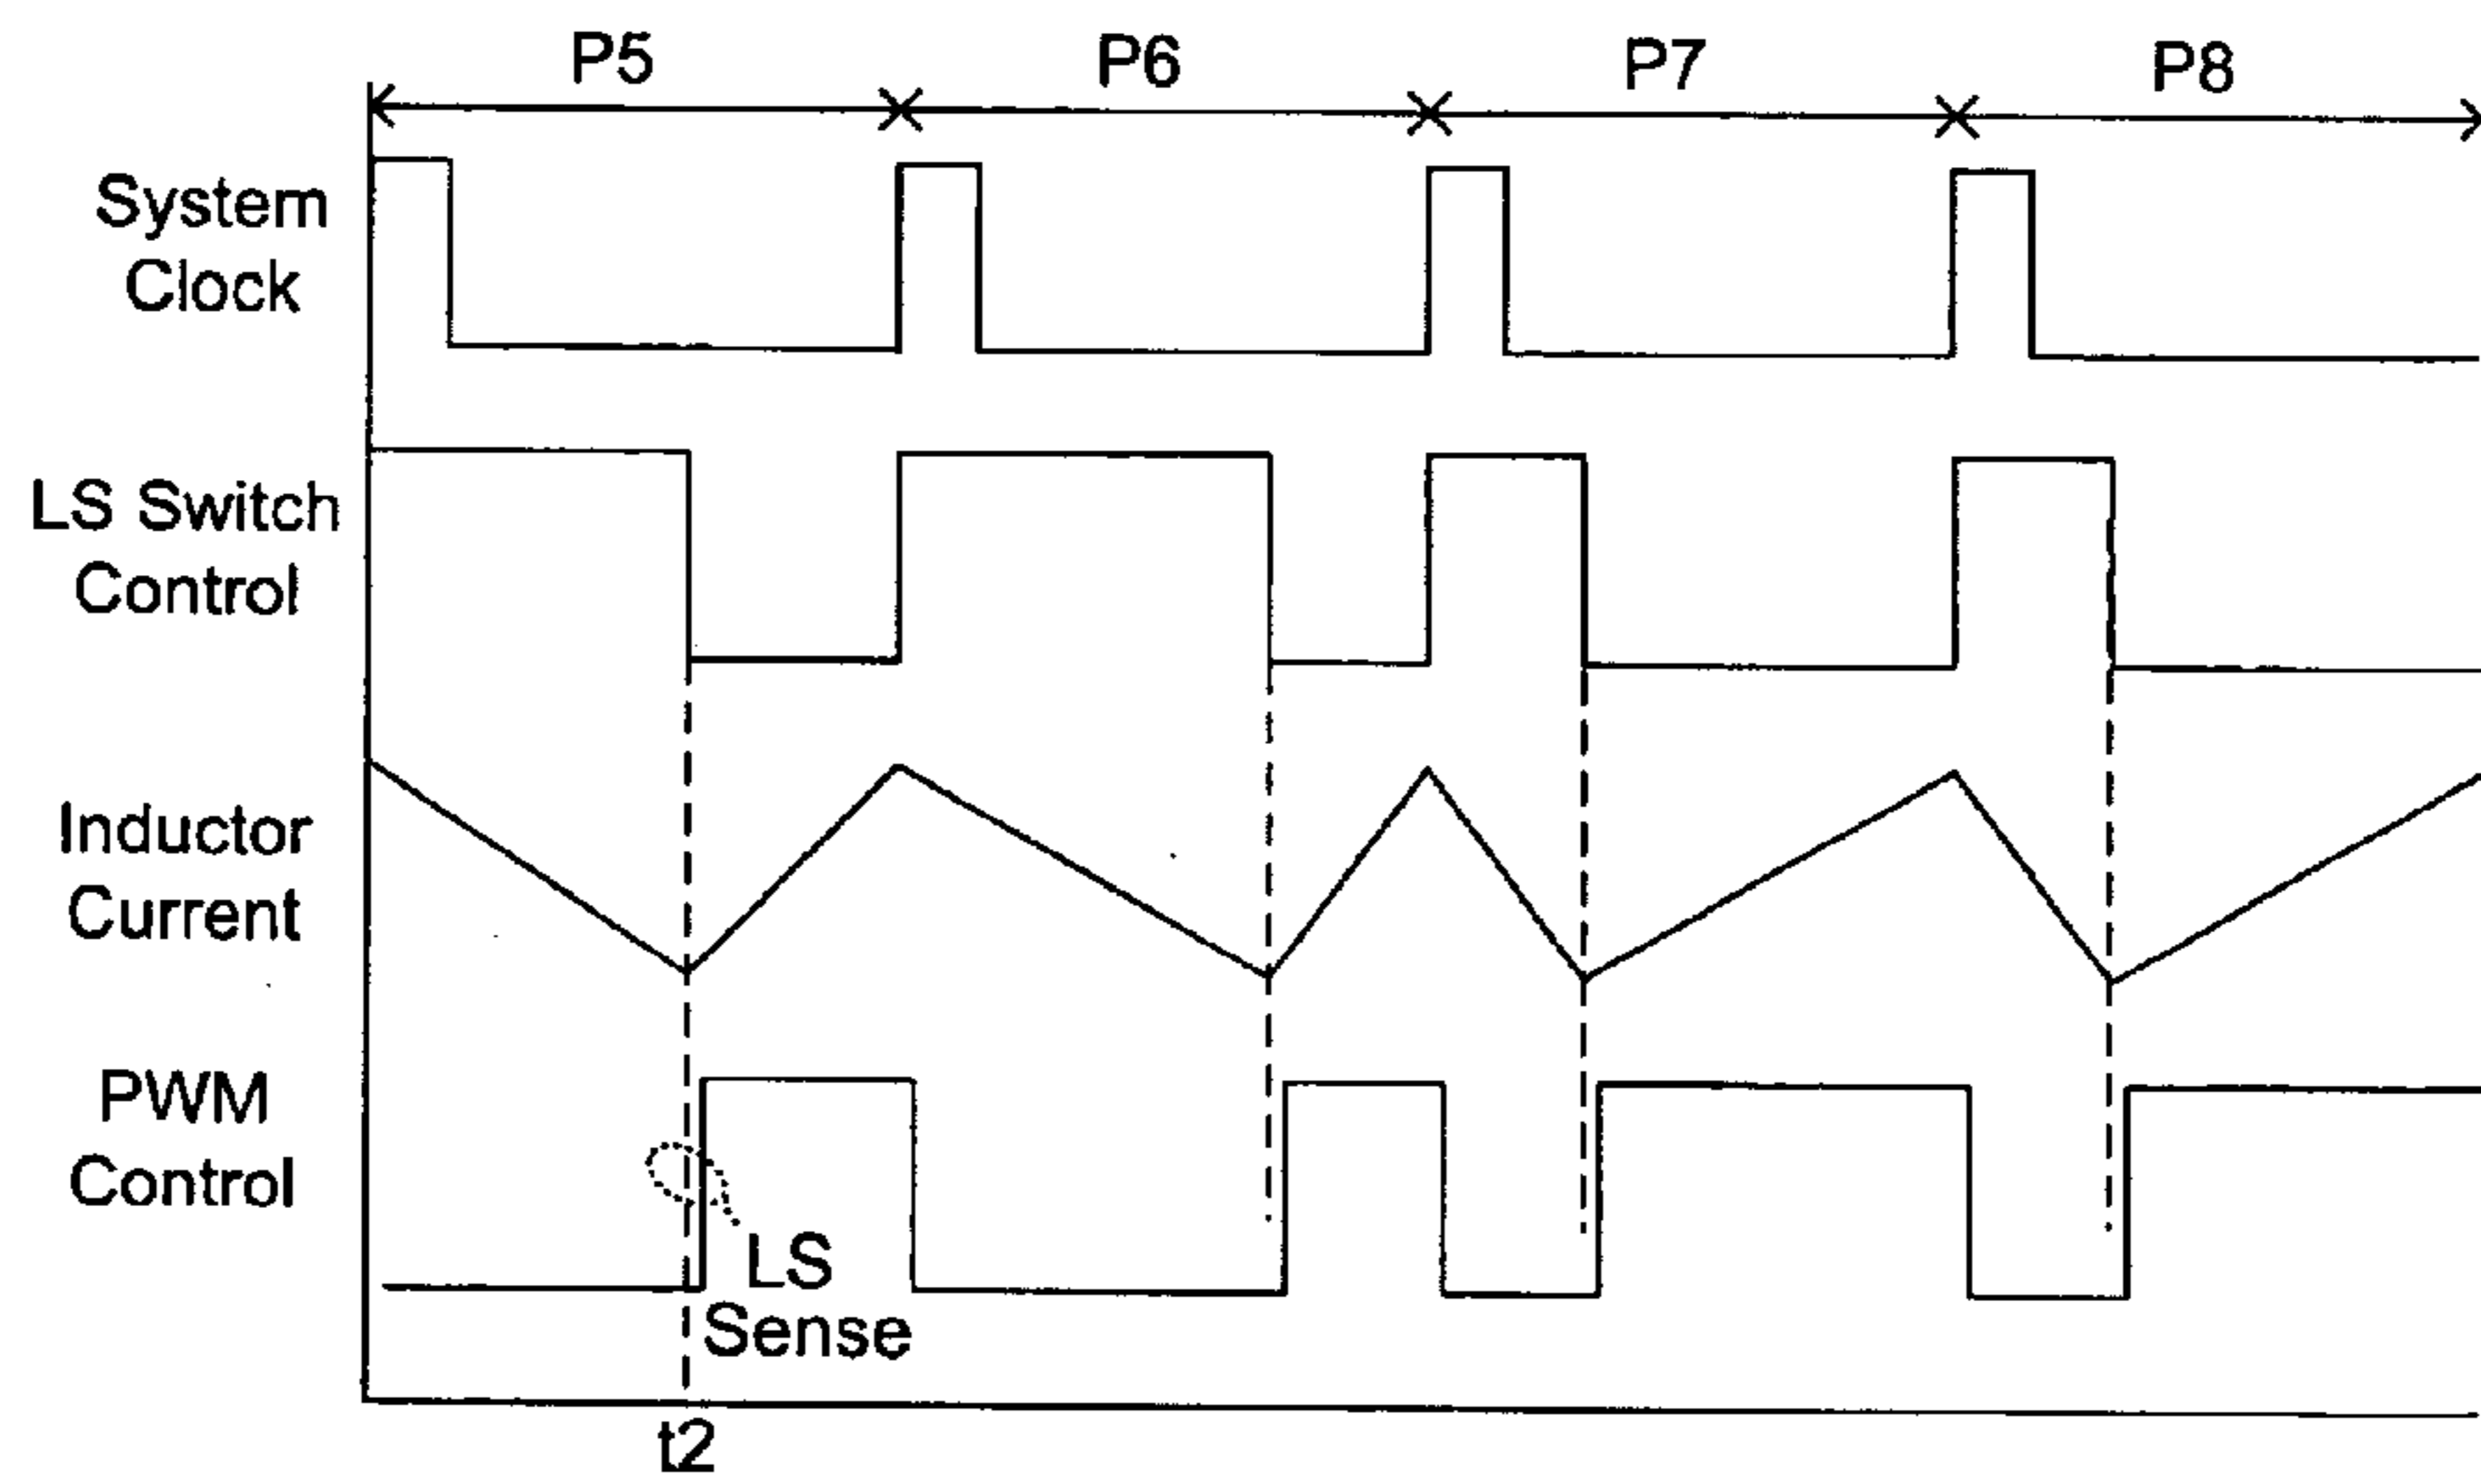 P5 P6 P7 P8
System
Clock
LS Switch
Control
Inductor
Current
PWM
Control
LS
Sense
t2